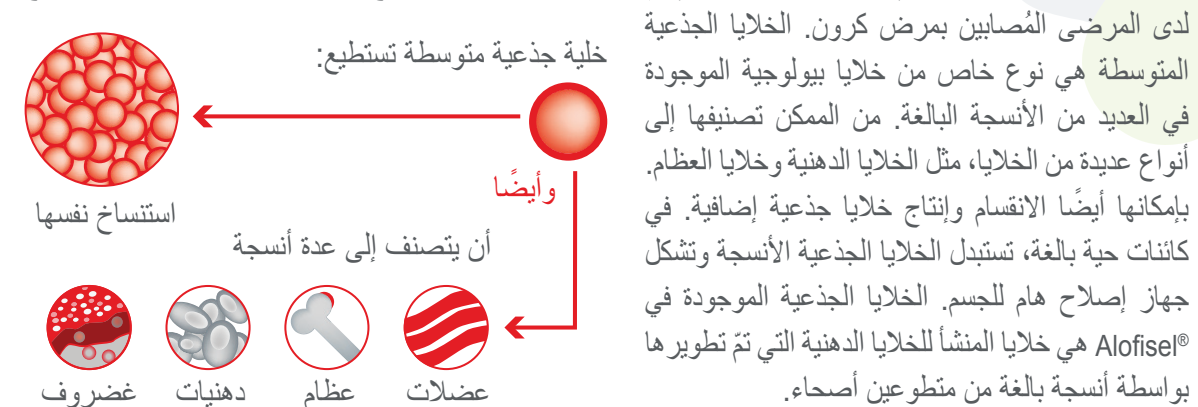 لدى المرضى المُصابين بمرض كرون. الخلايا الجذعية
المتوسطة هي نوع خاص من خلايا بيولوجية الموجودة
في العديد من الأنسجة البالغة. من الممكن تصنيفها إلى
أنواع عديدة من الخلايا، مثل الخلايا الدهنية وخلايا العظام.
بإمكانها أيضًا الانقسام وإنتاج خلايا جذعية إضافية. في
كائنات حية بالغة، تستبدل الخلايا الجذعية الأنسجة وتشكل
جهاز إصلاح هام للجسم. الخلايا الجذعية الموجودة في
Alofisel® هي خلايا المنشأ للخلايا الدهنية التي تمّ تطويرها
بواسطة أنسجة بالغة من متطوعين أصحاء.
خلية جذعية متوسطة تستطيع:
استنساخ نفسها
وأيضًا
أن يتصنف إلى عدة أنسجة
عضلات
عظام
دهنيات
غضروف